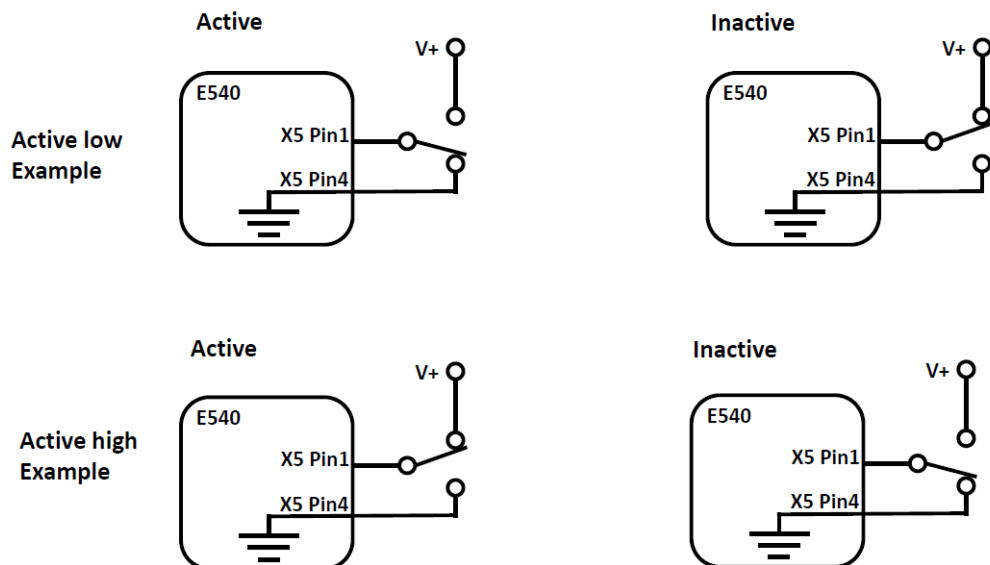 Active
Inactive
V+
V+
E540
E540
Active low
Example
X5 Pin1
X5 Pin1
X5 Pin4
X5 Pin4
Active
Inactive
V+
V+
E540
E540
Active high
Example
X5 Pin1
X5 Pin1
X5 Pin4
X5 Pin4